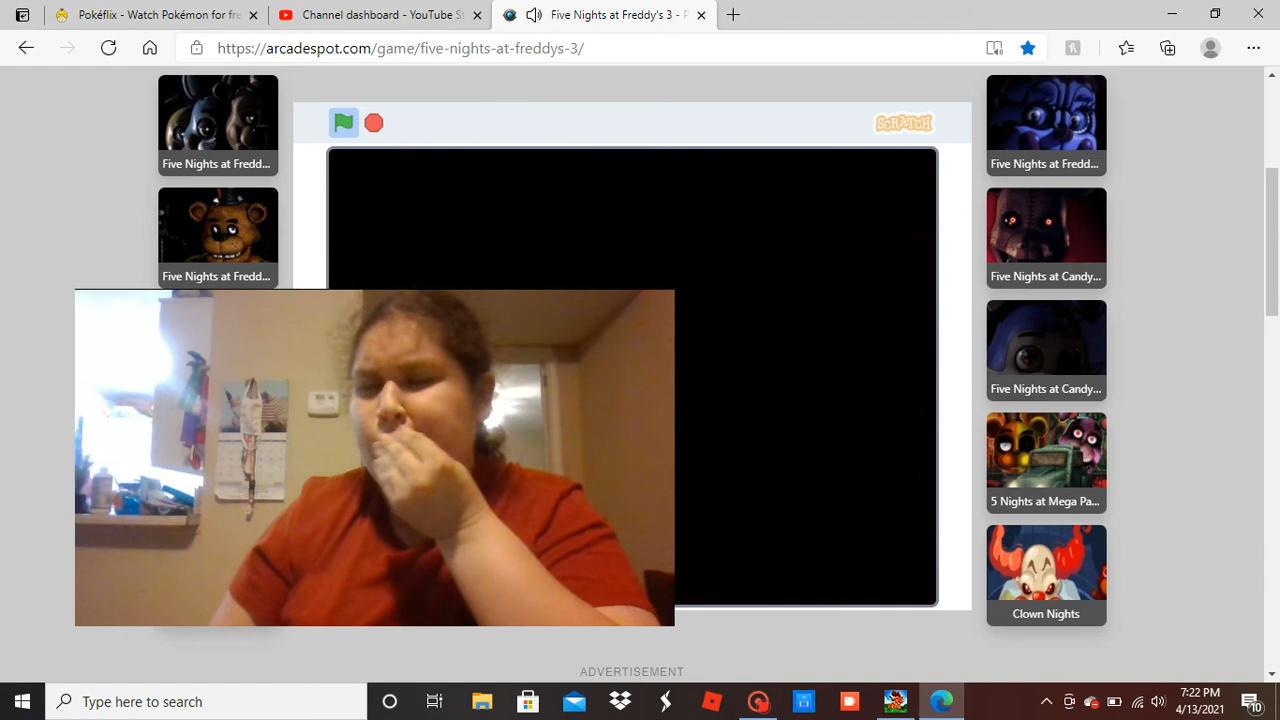 Pokéflix - Watch Pokémon for fre
Channel dashboard - YouTube St
Five Nights at Freddy's 3 - P
https://arcadespot.com/game/five-nights-at-freddys-3/
SCRATCH
Five Nights at Fredd...
Five Nights at Fredd...
Five Nights at Fredd...
Five Nights at Candy...
Five Nights at Candy...
5 Nights at Mega Pa...
Clown Nights
ADVERTISEMENT
Type here to search
7:22 PM
4/13/2021
10